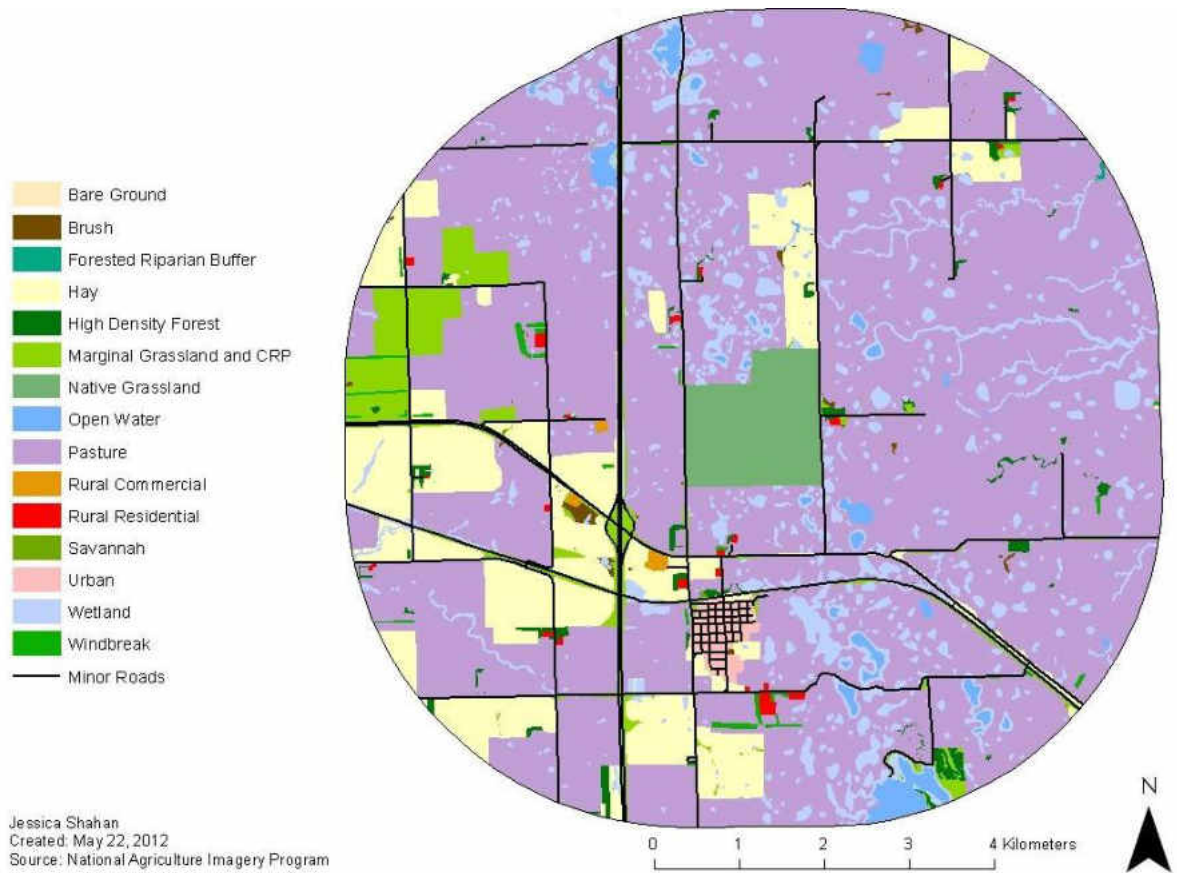 Bare Ground
Brush
Forested Riparian Buffer
Hay
High Density Forest
Marginal Grassland and CRP
Native Grassland
Open Water
Pasture
Rural Commercial
Rural Residential
Savannah
Urban
Wetland
Windbreak
Minor Roads
Jessica Shahan
Created: May 22, 2012
Source: National Agriculture Imagery Program
0 1 2 3 4 Kilometers
N